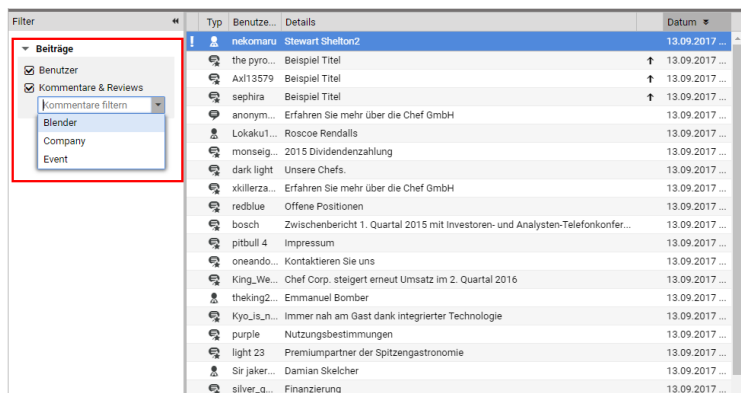 Filter
Beiträge
Benutzer
Kommentare & Reviews
Kommentare filtern
Blender
Company
Event
Typ Benutze... Details Datum
nekomaru Stewart Shelton2 13.09.2017 ...
the pyro... Beispiel Titel 13.09.2017 ...
Axl13579 Beispiel Titel 13.09.2017 ...
sephira Beispiel Titel 13.09.2017 ...
anonym... Erfahren Sie mehr über die Chef GmbH 13.09.2017 ...
Lokaku1... Roscoe Rendalls 13.09.2017 ...
monseig... 2015 Dividendenzahlung 13.09.2017 ...
dark light Unsere Chefs. 13.09.2017 ...
xkillerza... Erfahren Sie mehr über die Chef GmbH 13.09.2017 ...
redblue Offene Positionen 13.09.2017 ...
bosch Zwischenbericht 1. Quartal 2015 mit Investoren- und Analysten-Telefonkonfer... 13.09.2017 ...
pitbull 4 Impressum 13.09.2017 ...
oneando... Kontaktieren Sie uns 13.09.2017 ...
King_We... Chef Corp. steigert erneut Umsatz im 2. Quartal 2016 13.09.2017 ...
theking2... Emmanuel Bomber 13.09.2017 ...
Kyo_is_n... Immer nah am Gast dank integrierter Technologie 13.09.2017 ...
purple Nutzungsbestimmungen 13.09.2017 ...
light 23 Premiumpartner der Spitzengastronomie 13.09.2017 ...
Sir jaker... Damian Skelcher 13.09.2017 ...
silver_g... Finanzierung 13.09.2017 ...